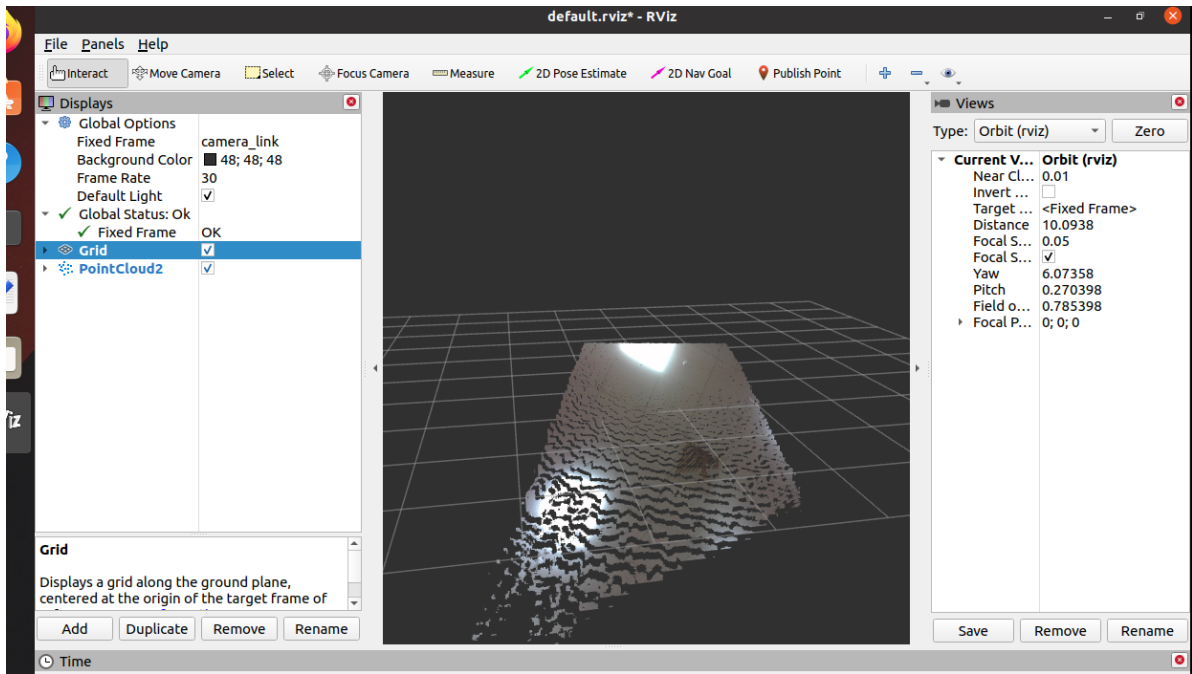 default.rviz* - RViz
File Panels Help
Interact Move Camera Select Focus Camera Measure 2D Pose Estimate 2D Nav Goal Publish Point
Displays
Global Options
Fixed Frame camera_link
Background Color 48; 48; 48
Frame Rate 30
Default Light
Global Status: Ok
Fixed Frame OK
Grid
PointCloud2
Grid
Displays a grid along the ground plane,
centered at the origin of the target frame of
Add Duplicate Remove Rename
Time
Views
Type: Orbit (rviz) Zero
Current V... Orbit (rviz)
Near Cl... 0.01
Invert ...
Target ... <Fixed Frame>
Distance 10.0938
Focal S... 0.05
Focal S...
Yaw 6.07358
Pitch 0.270398
Field o... 0.785398
Focal P... 0; 0; 0
Save Remove Rename